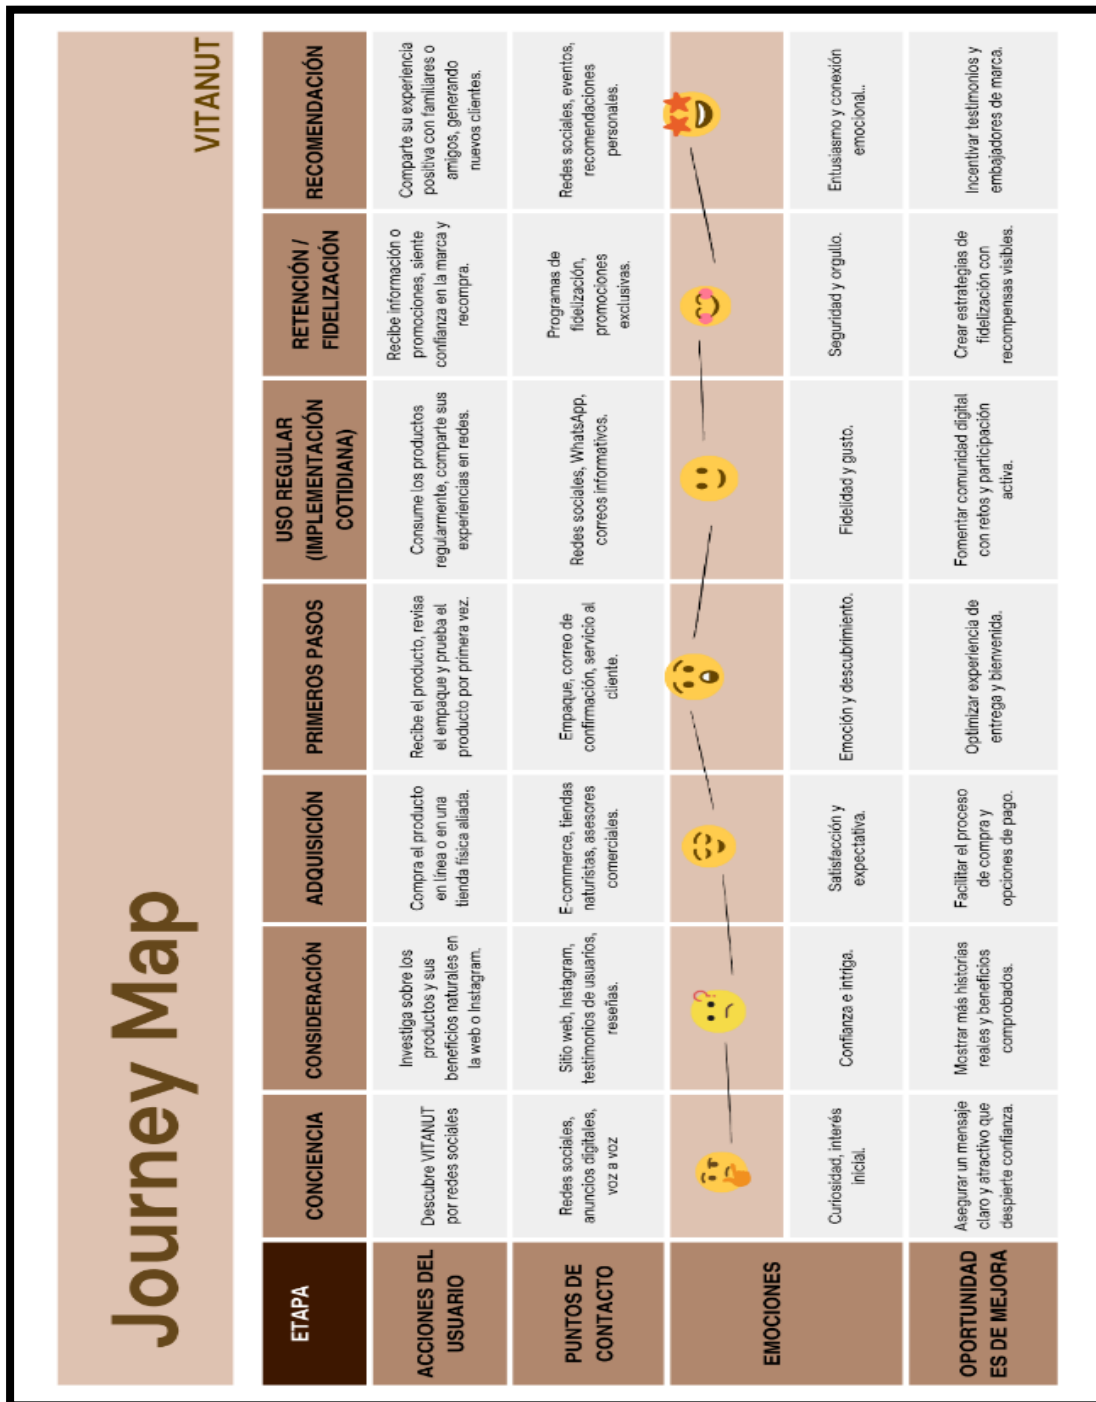 Journey Map
VITANUT
ETAPA
CONCIENCIA
CONSIDERACIÓN
ADQUISICIÓN
PRIMEROS PASOS
USO REGULAR
(IMPLEMENTACIÓN
COTIDIANA)
RETENCIÓN /
FIDELIZACIÓN
RECOMENDACIÓN
ACCIONES DEL
USUARIO
Descubre VITANUT
por redes sociales
Investiga sobre los
productos y sus
beneficios naturales en
la web o Instagram.
Compra el producto
en línea o en una
tienda física aliada.
Recibe el producto, revisa
el empaque y prueba el
producto por primera vez.
Consume los productos
regularmente, comparte sus
experiencias en redes.
Recibe información o
promociones, siente
confianza en la marca y
recompra.
Comparte su experiencia
positiva con familiares o
amigos, generando
nuevos clientes.
PUNTOS DE
CONTACTO
Redes sociales,
anuncios digitales,
voz a voz
Sitio web, Instagram,
testimonios de usuarios,
reseñas.
E-commerce, tiendas
naturistas, asesores
comerciales.
Empaque, correo de
confirmación, servicio al
cliente.
Redes sociales, WhatsApp,
correos informativos.
Programas de
fidelización,
promociones
exclusivas.
Redes sociales, eventos,
recomendaciones
personales.
EMOCIONES
Curiosidad, interés
inicial.
Confianza e intriga.
Satisfacción y
expectativa.
Emoción y descubrimiento.
Fidelidad y gusto.
Seguridad y orgullo.
Entusiasmo y conexión
emocional..
OPORTUNIDAD
ES DE MEJORA
Asegurar un mensaje
claro y atractivo que
despierte confianza.
Mostrar más historias
reales y beneficios
comprobados.
Facilitar el proceso
de compra y
opciones de pago.
Optimizar experiencia de
entrega y bienvenida.
Fomentar comunidad digital
con retos y participación
activa.
Crear estrategias de
fidelización con
recompensas visibles.
Incentivar testimonios y
embajadores de marca.